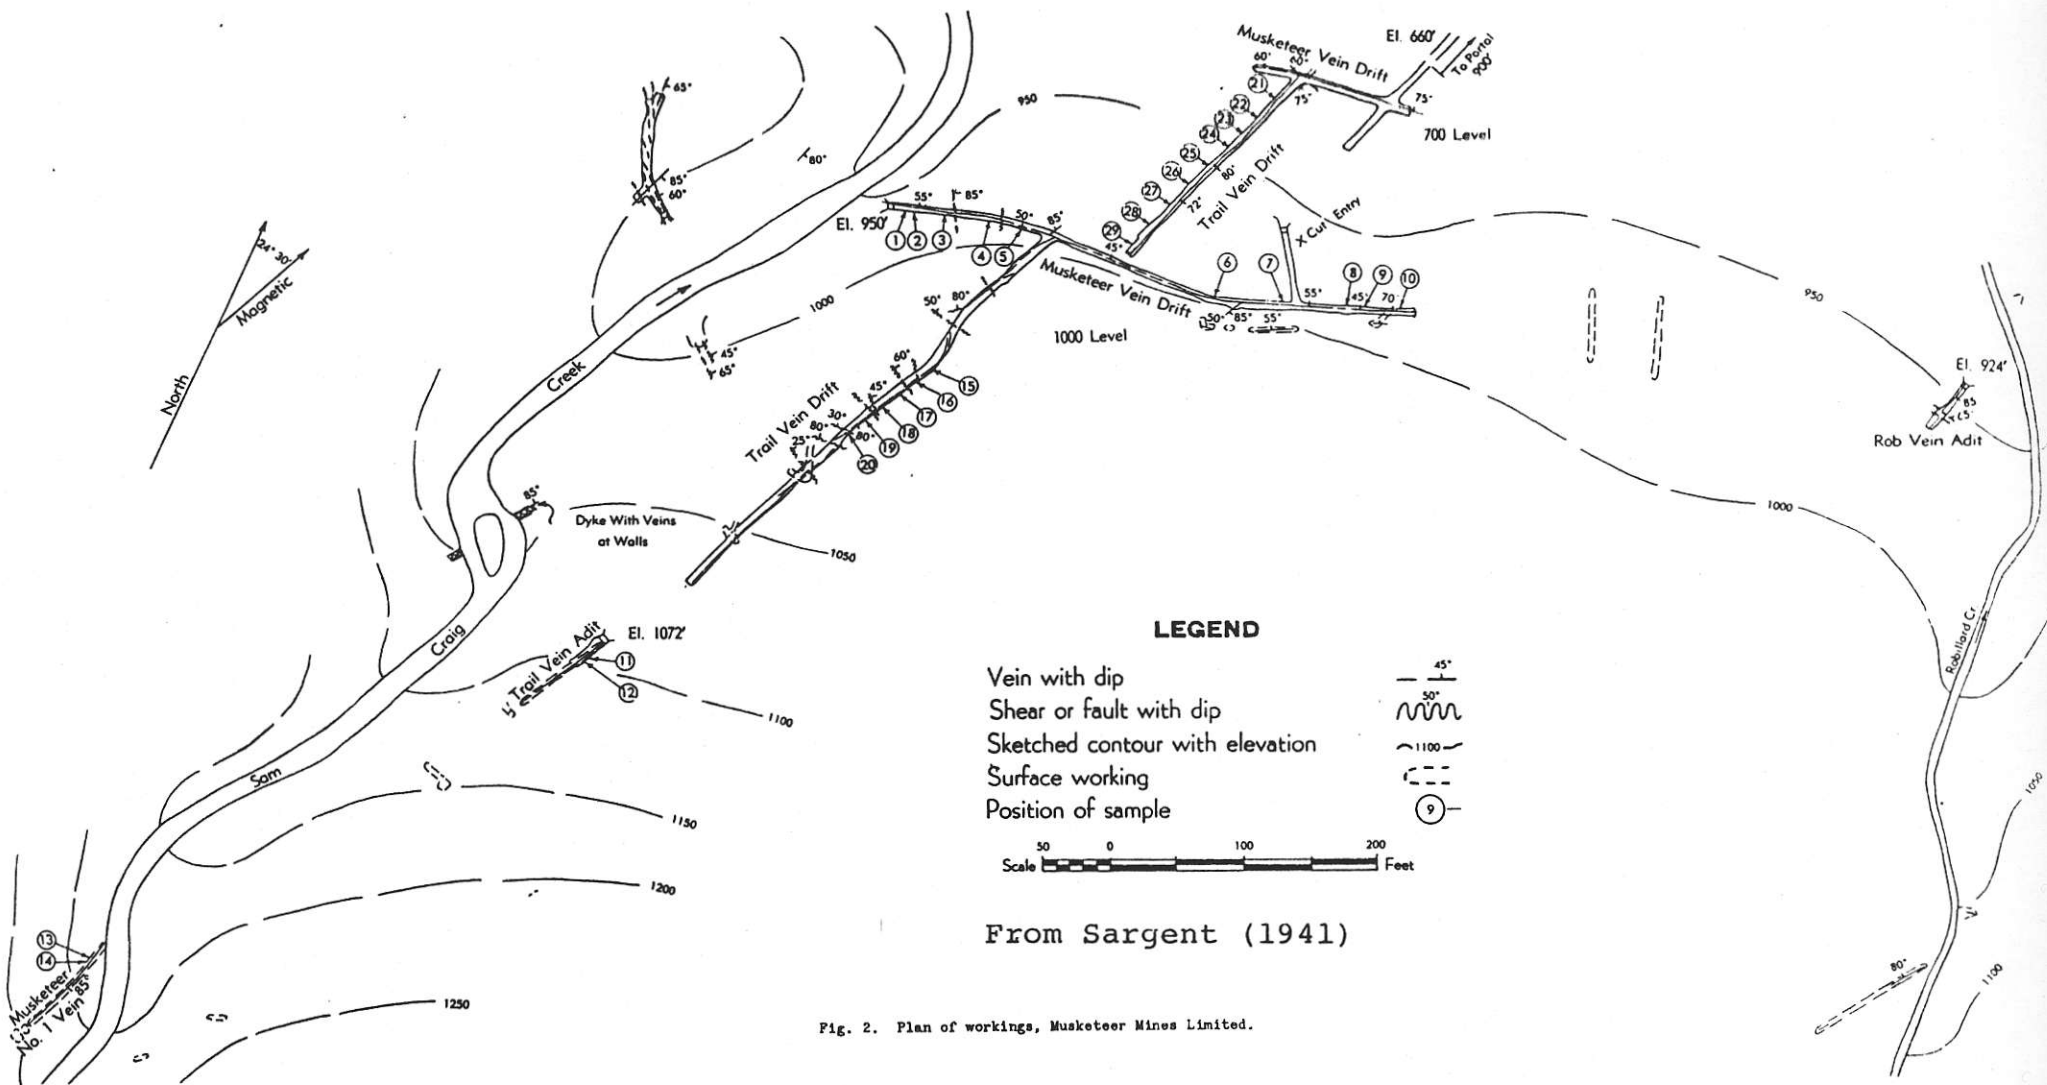 Musketeer Vein Drift
El. 660'
To Portal
900'
60°
60°
75°
75°
700 Level
21
22
23
24
25
26
27
28
29
80°
72°
45°
Trail Vein Drift
65°
85°
60°
80°
950
El. 950'
55°
85°
50°
85°
1
2
3
4
5
6
7
8
9
10
X Cut Entry
55°
45°
70
50°
85°
55°
Musketeer Vein Drift
1000 Level
24° 30'
Magnetic
North
1000
45°
65°
50°
80°
60°
45°
30°
80°
80°
25°
15
16
17
18
19
20
Trail Vein Drift
950
El. 924'
85
Rob Vein Adit
1000
Creek
Craig
Sam
85°
Dyke With Veins
at Walls
1050
Trail Vein Adit
El. 1072'
11
12
1100
1150
1200
1250
13
14
Musketeer
No. 1 Vein
85°
Robillard Cr.
1050
80°
1100
LEGEND
Vein with dip
45°
Shear or fault with dip
50°
Sketched contour with elevation
1100
Surface working
Position of sample
9
Scale
50
0
100
200
Feet
From Sargent (1941)
Fig. 2. Plan of workings, Musketeer Mines Limited.